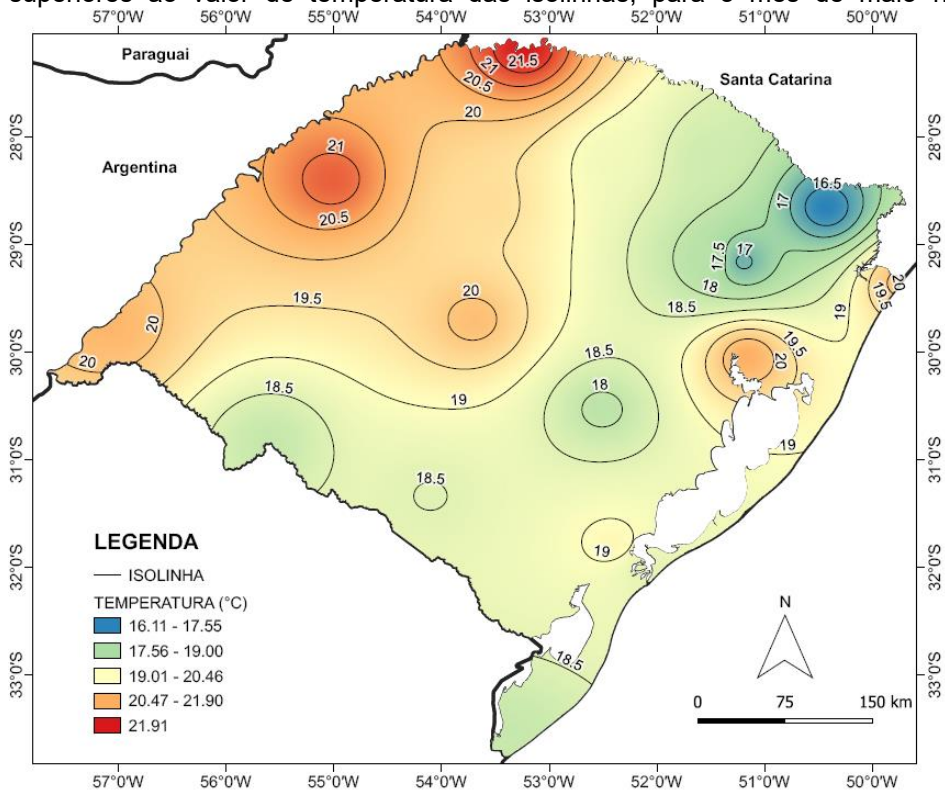 superiores ao valor de temperatura das isolinhas, para o mês de maio
57°0'W 56°0'W 55°0'W 54°0'W 53°0'W 52°0'W 51°0'W 50°0'W
Paraguai
Santa Catarina
Argentina
21
21.5
20.5
20
28°0'S
28°0'S
21
20.5
17
16.5
29°0'S
29°0'S
17.5
17
18
18.5
19
19.5
20
19.5
20
20
20
30°0'S
30°0'S
19.5
20
18.5
18.5
18
19
19
31°0'S
31°0'S
18.5
19
32°0'S
32°0'S
18.5
33°0'S
33°0'S
LEGENDA
ISOLINHA
TEMPERATURA (°C)
16.11 - 17.55
17.56 - 19.00
19.01 - 20.46
20.47 - 21.90
21.91
N
0 75 150 km
57°0'W 56°0'W 55°0'W 54°0'W 53°0'W 52°0'W 51°0'W 50°0'W